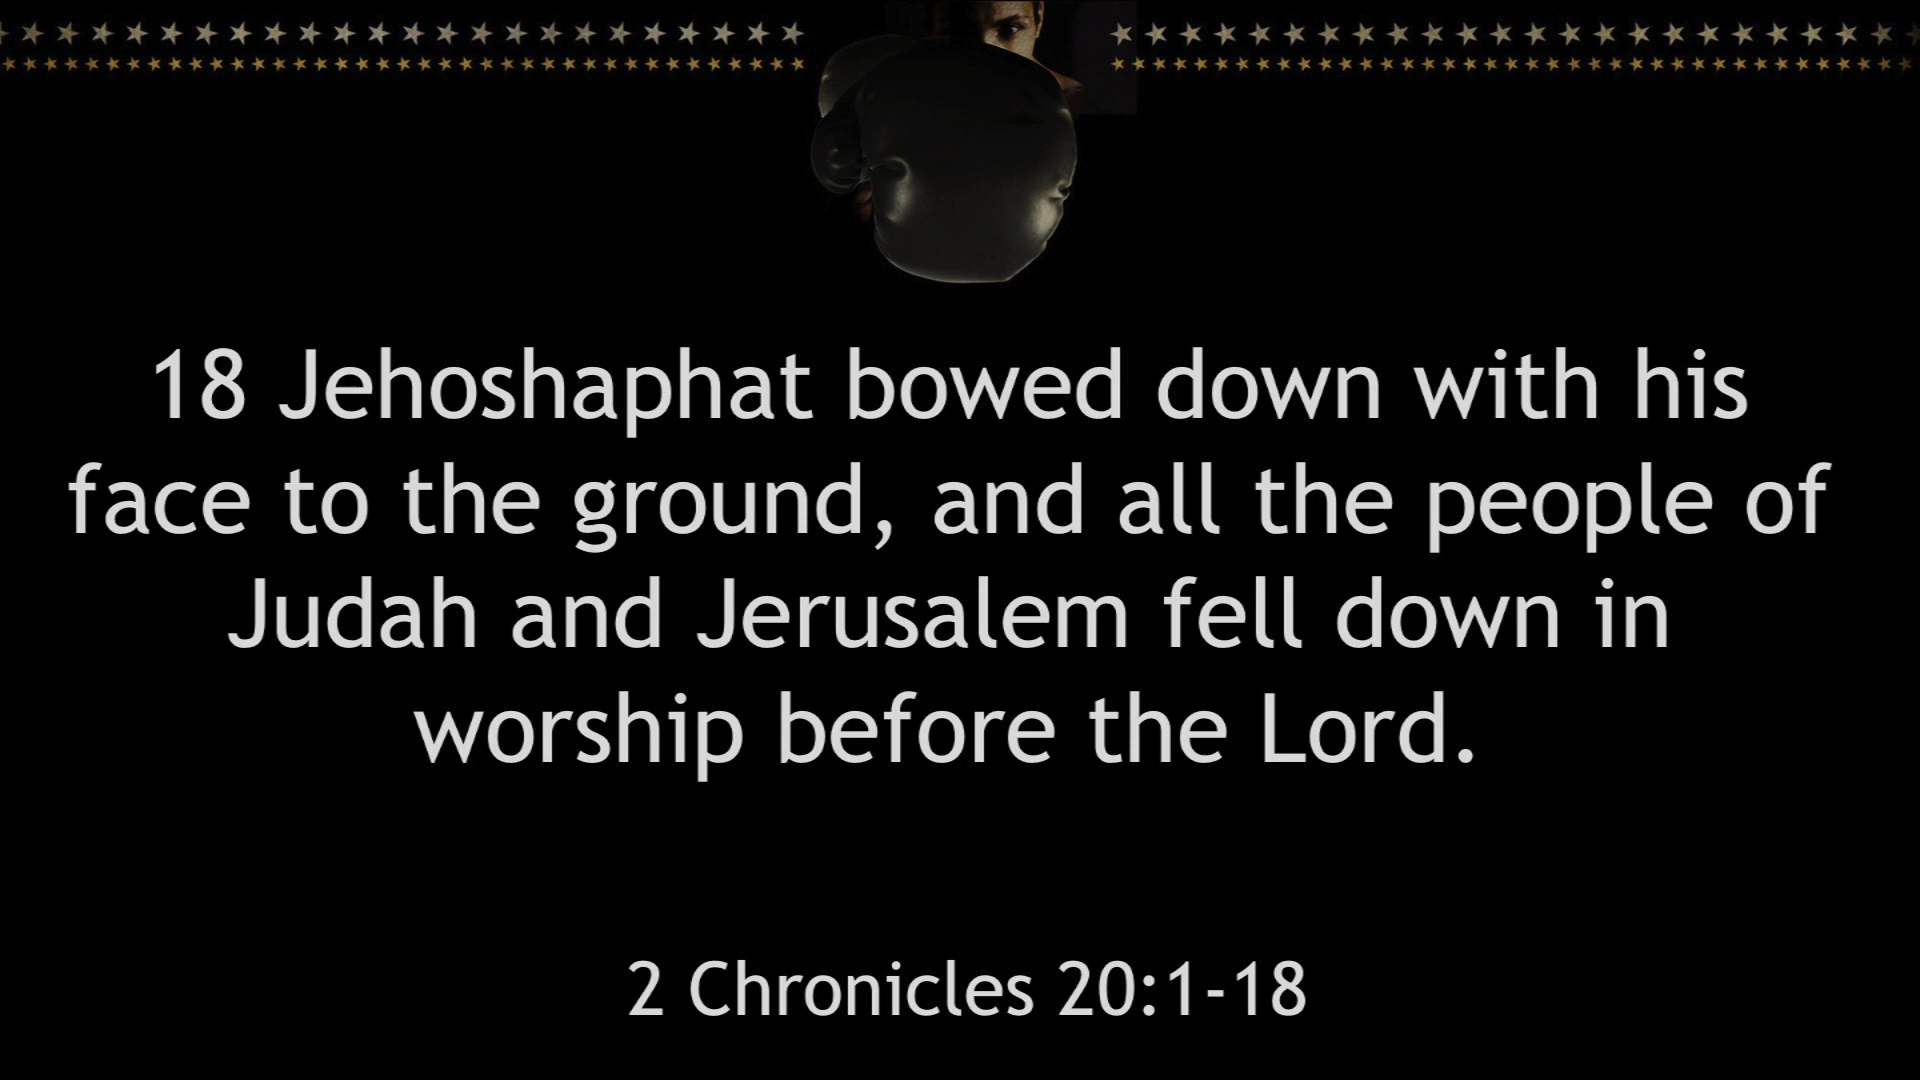 18 Jehoshaphat bowed down with his
face to the ground, and all the people of
Judah and Jerusalem fell down in
worship before the Lord.
2 Chronicles 20:1-18